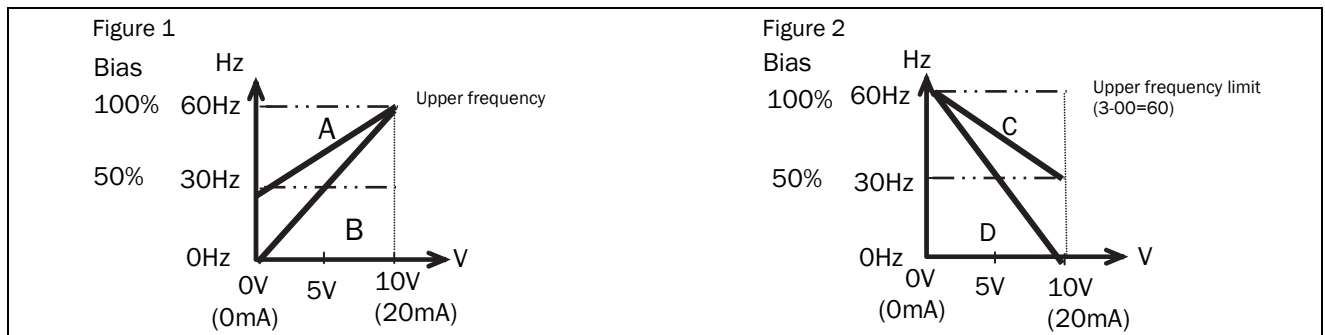 Figure 1
Bias
Hz
100%
60Hz
Upper frequency
A
50%
30Hz
B
0Hz
V
0V
5V
10V
(0mA)
(20mA)
Figure 2
Bias
Hz
100%
60Hz
Upper frequency limit
(3-00=60)
C
50%
30Hz
D
0Hz
V
0V
5V
10V
(0mA)
(20mA)